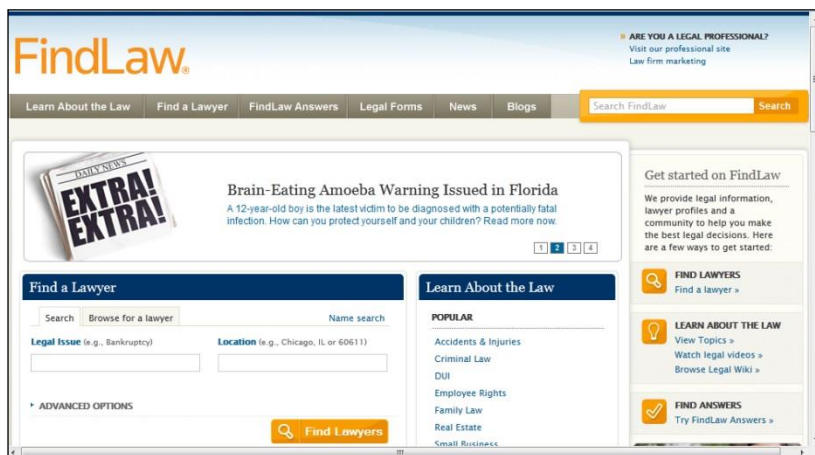 FindLaw®
» ARE YOU A LEGAL PROFESSIONAL?
Visit our professional site
Law firm marketing
Learn About the Law Find a Lawyer FindLaw Answers Legal Forms News Blogs
Search FindLaw Search
DAILY NEWS
EXTRA!
EXTRA!
Brain-Eating Amoeba Warning Issued in Florida
A 12-year-old boy is the latest victim to be diagnosed with a potentially fatal
infection. How can you protect yourself and your children? Read more now.
1 2 3 4
Find a Lawyer
Search Browse for a lawyer Name search
Legal Issue (e.g., Bankruptcy) Location (e.g., Chicago, IL or 60611)
ADVANCED OPTIONS
Find Lawyers
Learn About the Law
POPULAR
Accidents & Injuries
Criminal Law
DUI
Employee Rights
Family Law
Real Estate
Small Business
Get started on FindLaw
We provide legal information,
lawyer profiles and a
community to help you make
the best legal decisions. Here
are a few ways to get started:
FIND LAWYERS
Find a lawyer »
LEARN ABOUT THE LAW
View Topics »
Watch legal videos »
Browse Legal Wiki »
FIND ANSWERS
Try FindLaw Answers »